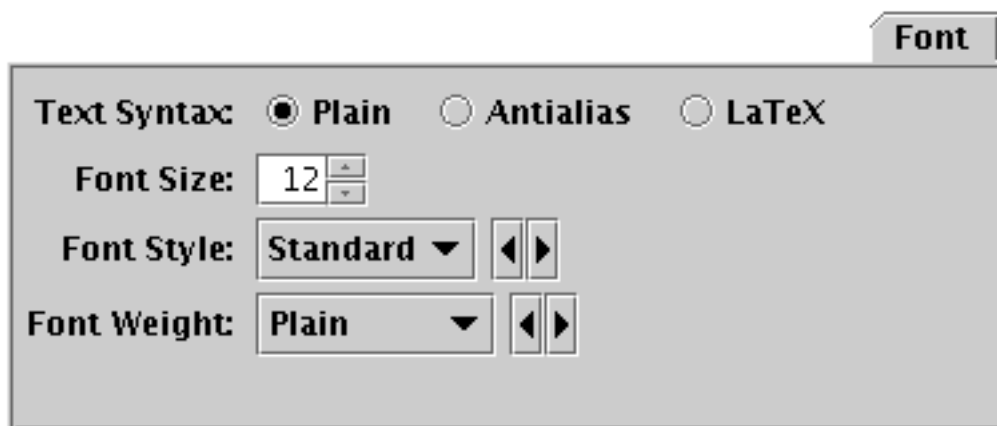 Font
Text Syntax: Plain Antialias LaTeX
Font Size: 12
Font Style: Standard
Font Weight: Plain